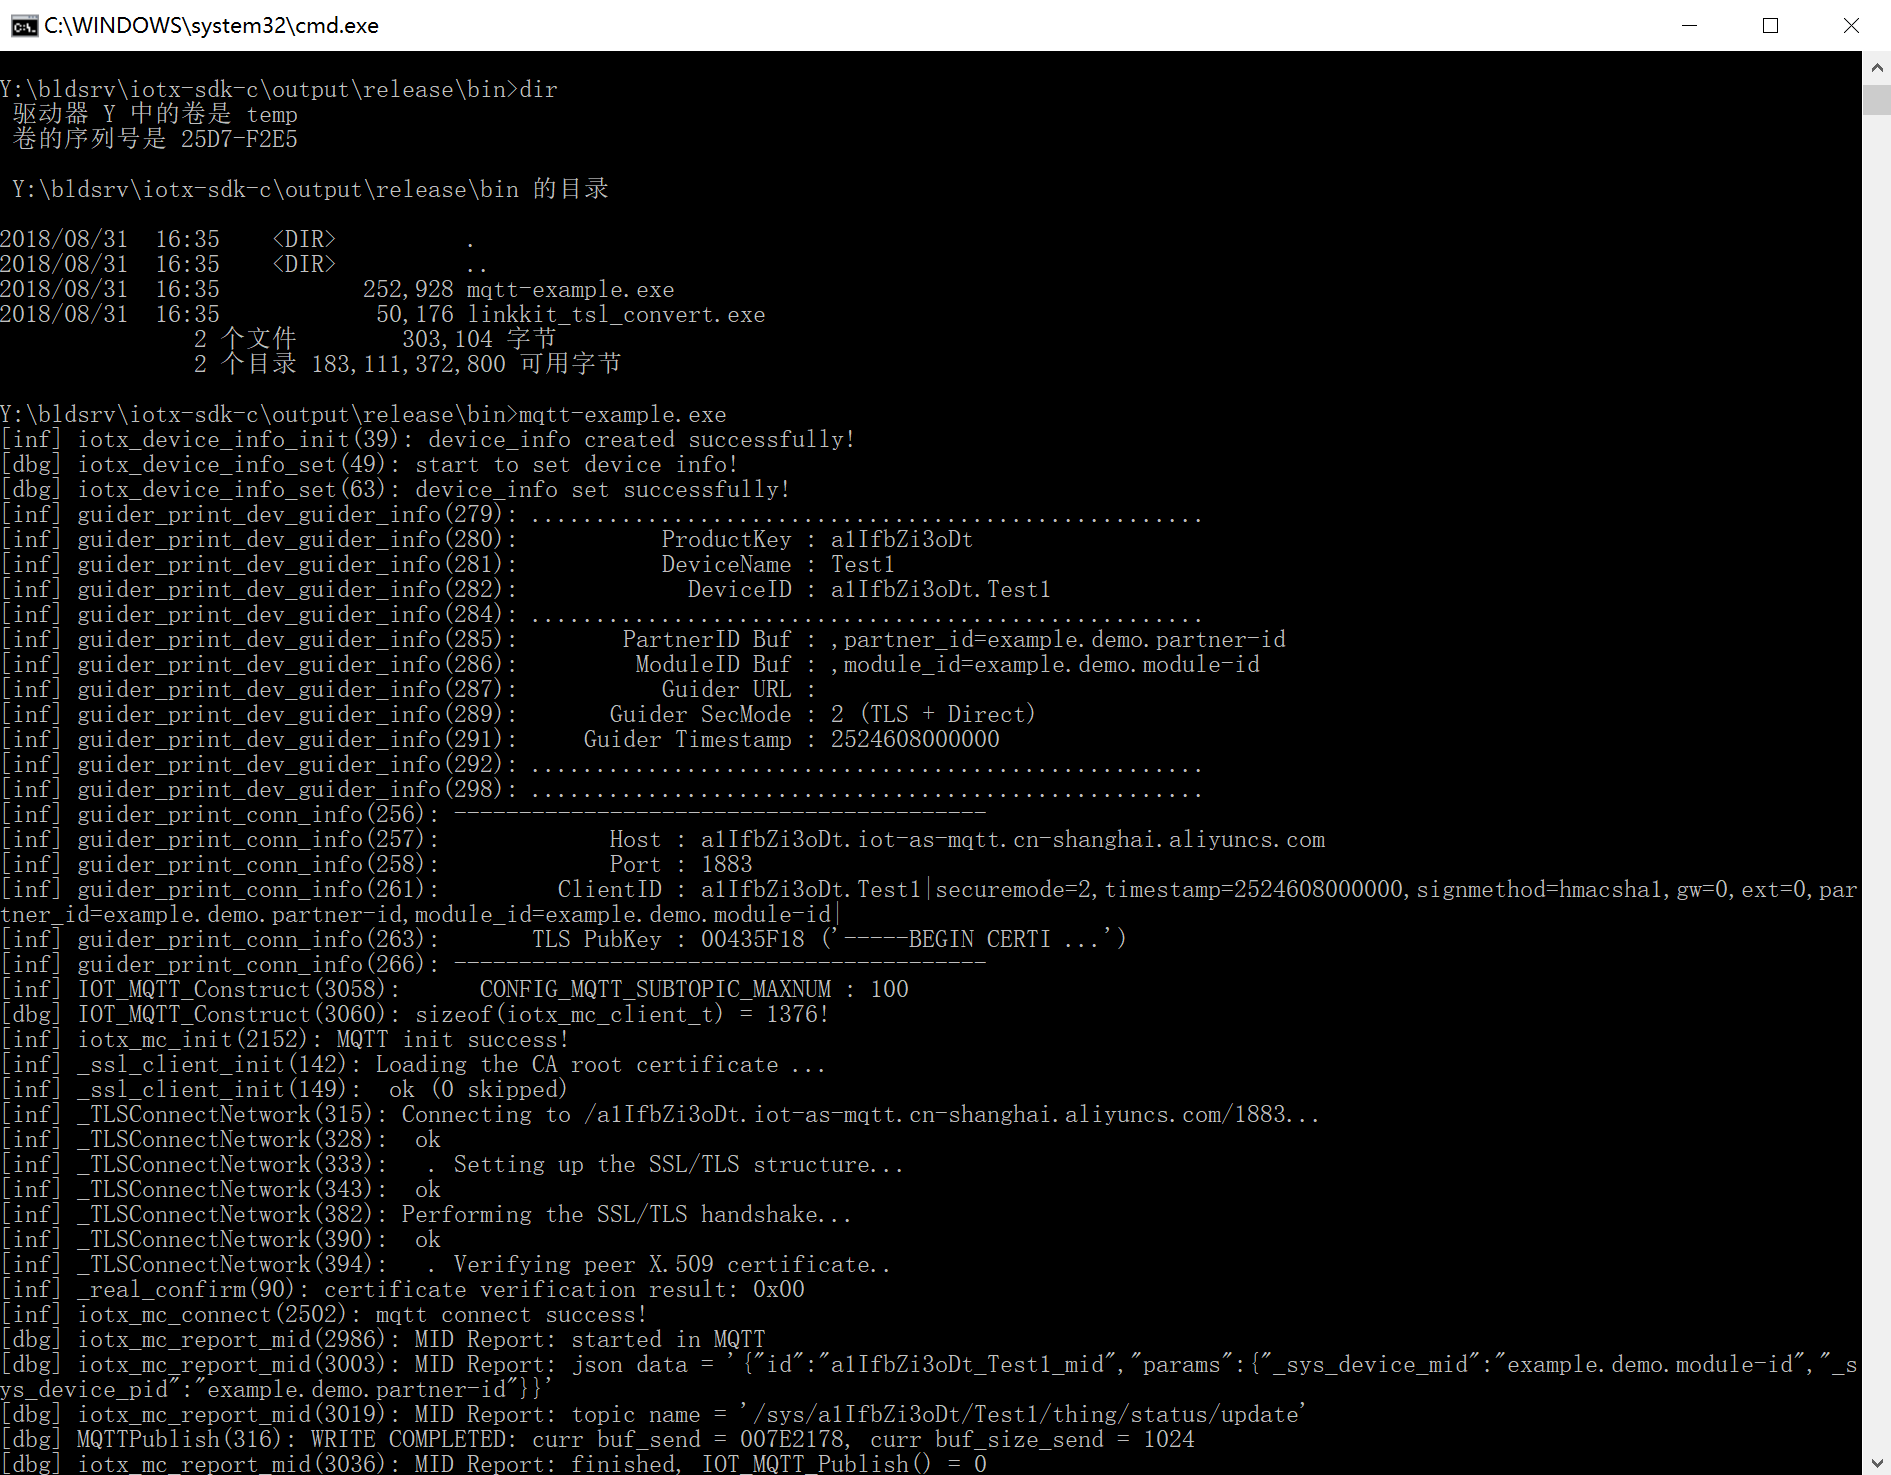 C:\WINDOWS\system32\cmd.exe
Y:\bldsrv\iotx-sdk-c\output\release\bin>dir
驱动器 Y 中的卷是 temp
卷的序列号是 25D7-F2E5
Y:\bldsrv\iotx-sdk-c\output\release\bin 的目录
2018/08/31  16:35    <DIR>          .
2018/08/31  16:35    <DIR>          ..
2018/08/31  16:35           252,928 mqtt-example.exe
2018/08/31  16:35            50,176 linkkit_tsl_convert.exe
2 个文件        303,104 字节
2 个目录 183,111,372,800 可用字节
Y:\bldsrv\iotx-sdk-c\output\release\bin>mqtt-example.exe
[inf] iotx_device_info_init(39): device_info created successfully!
[dbg] iotx_device_info_set(49): start to set device info!
[dbg] iotx_device_info_set(63): device_info set successfully!
[inf] guider_print_dev_guider_info(279): ....................................................
[inf] guider_print_dev_guider_info(280):           ProductKey : a1IfbZi3oDt
[inf] guider_print_dev_guider_info(281):           DeviceName : Test1
[inf] guider_print_dev_guider_info(282):             DeviceID : a1IfbZi3oDt.Test1
[inf] guider_print_dev_guider_info(284): ....................................................
[inf] guider_print_dev_guider_info(285):        PartnerID Buf : ,partner_id=example.demo.partner-id
[inf] guider_print_dev_guider_info(286):         ModuleID Buf : ,module_id=example.demo.module-id
[inf] guider_print_dev_guider_info(287):           Guider URL :
[inf] guider_print_dev_guider_info(289):       Guider SecMode : 2 (TLS + Direct)
[inf] guider_print_dev_guider_info(291):     Guider Timestamp : 2524608000000
[inf] guider_print_dev_guider_info(292): ....................................................
[inf] guider_print_dev_guider_info(298): ....................................................
[inf] guider_print_conn_info(256): -----------------------------------------
[inf] guider_print_conn_info(257):             Host : a1IfbZi3oDt.iot-as-mqtt.cn-shanghai.aliyuncs.com
[inf] guider_print_conn_info(258):             Port : 1883
[inf] guider_print_conn_info(261):         ClientID : a1IfbZi3oDt.Test1|securemode=2,timestamp=2524608000000,signmethod=hmacsha1,gw=0,ext=0,par
tner_id=example.demo.partner-id,module_id=example.demo.module-id|
[inf] guider_print_conn_info(263):       TLS PubKey : 00435F18 ('-----BEGIN CERTI ...')
[inf] guider_print_conn_info(266): -----------------------------------------
[inf] IOT_MQTT_Construct(3058):      CONFIG_MQTT_SUBTOPIC_MAXNUM : 100
[dbg] IOT_MQTT_Construct(3060): sizeof(iotx_mc_client_t) = 1376!
[inf] iotx_mc_init(2152): MQTT init success!
[inf] _ssl_client_init(142): Loading the CA root certificate ...
[inf] _ssl_client_init(149):  ok (0 skipped)
[inf] _TLSConnectNetwork(315): Connecting to /a1IfbZi3oDt.iot-as-mqtt.cn-shanghai.aliyuncs.com/1883...
[inf] _TLSConnectNetwork(328):  ok
[inf] _TLSConnectNetwork(333):   . Setting up the SSL/TLS structure...
[inf] _TLSConnectNetwork(343):  ok
[inf] _TLSConnectNetwork(382): Performing the SSL/TLS handshake...
[inf] _TLSConnectNetwork(390):  ok
[inf] _TLSConnectNetwork(394):   . Verifying peer X.509 certificate..
[inf] _real_confirm(90): certificate verification result: 0x00
[inf] iotx_mc_connect(2502): mqtt connect success!
[dbg] iotx_mc_report_mid(2986): MID Report: started in MQTT
[dbg] iotx_mc_report_mid(3003): MID Report: json data = '{"id":"a1IfbZi3oDt_Test1_mid","params":{"_sys_device_mid":"example.demo.module-id","_s
ys_device_pid":"example.demo.partner-id"}}'
[dbg] iotx_mc_report_mid(3019): MID Report: topic name = '/sys/a1IfbZi3oDt/Test1/thing/status/update'
[dbg] MQTTPublish(316): WRITE COMPLETED: curr buf_send = 007E2178, curr buf_size_send = 1024
[dbg] iotx_mc_report_mid(3036): MID Report: finished, IOT_MQTT_Publish() = 0